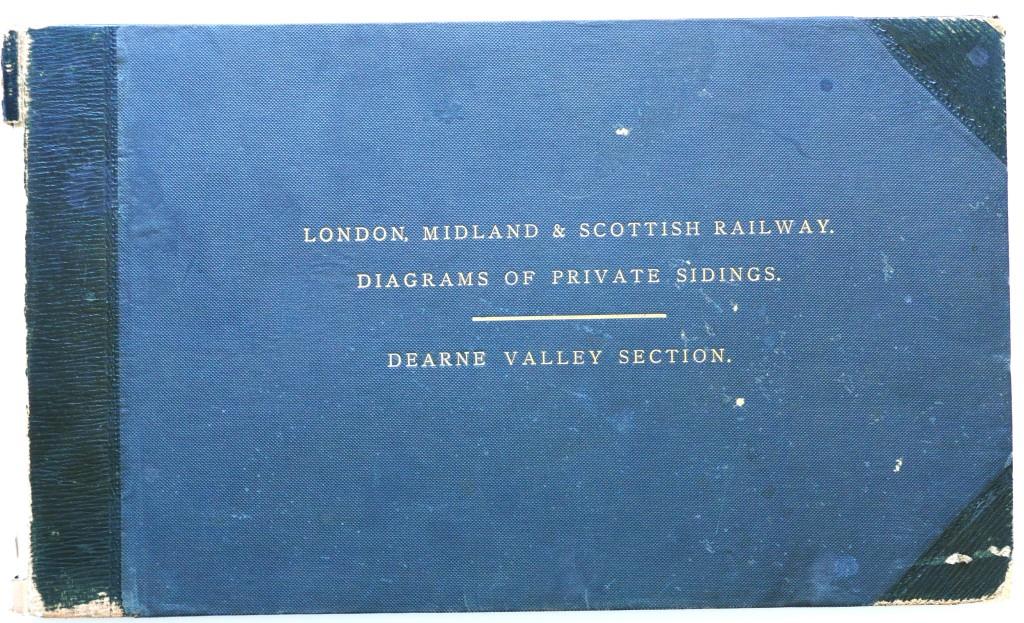 LONDON, MIDLAND & SCOTTISH RAILWAY.
DIAGRAMS OF PRIVATE SIDINGS.
DEARNE VALLEY SECTION.